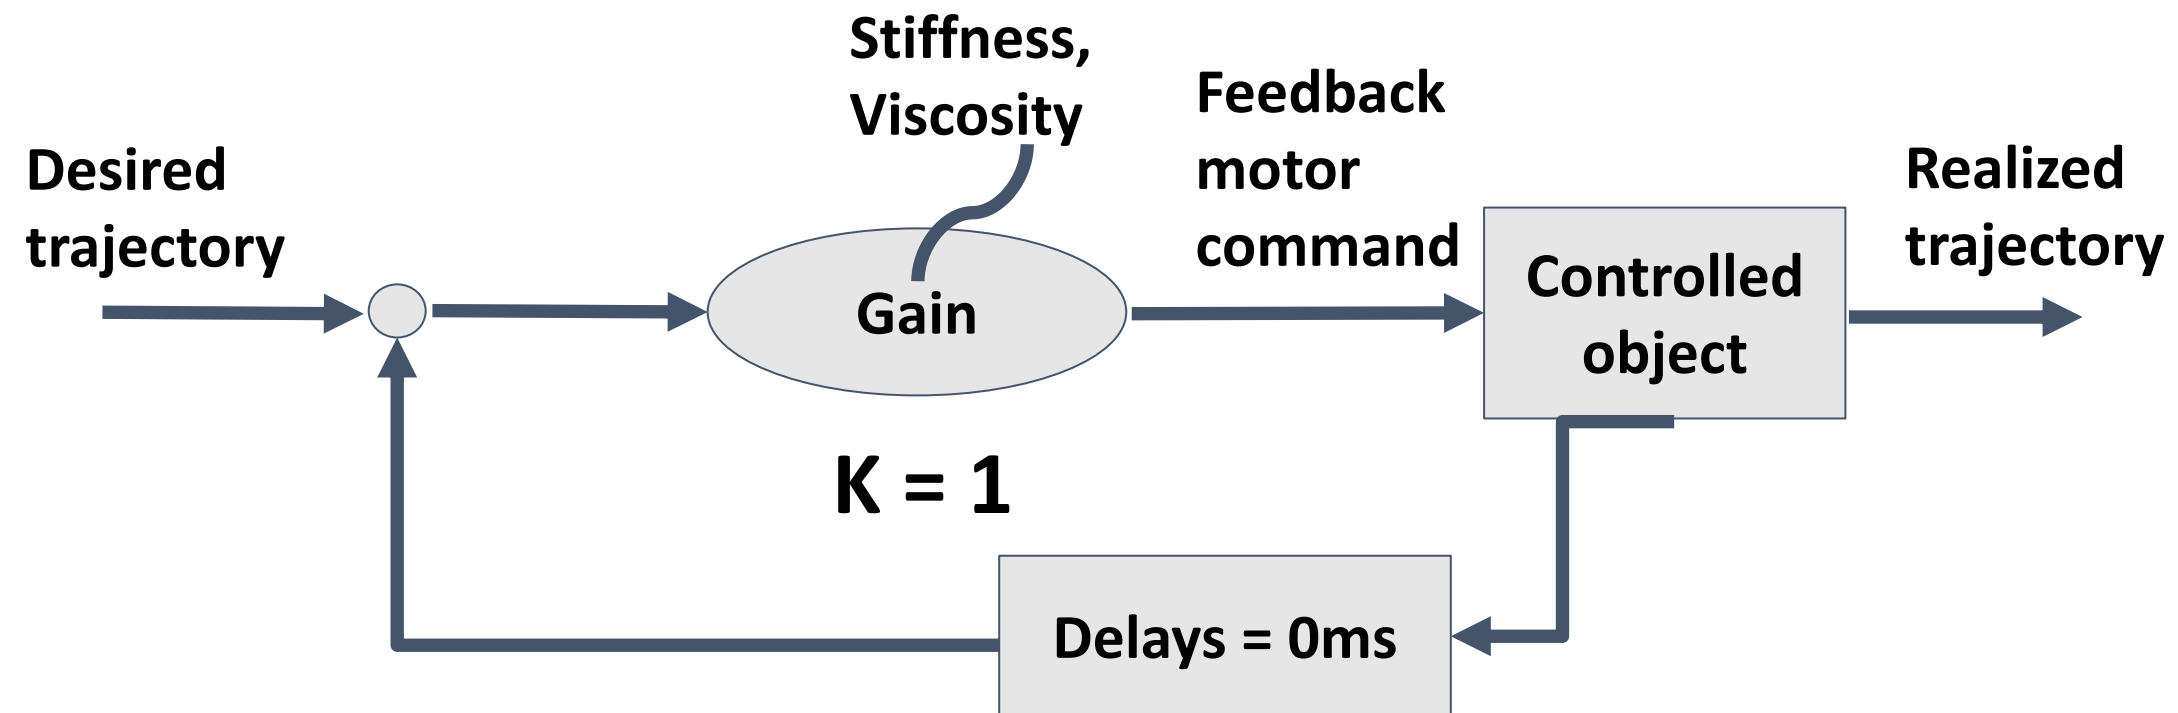 Stiffness,
Viscosity
Feedback
motor
command
Desired
trajectory
Realized
trajectory
Gain
Controlled
object
K = 1
Delays = 0ms